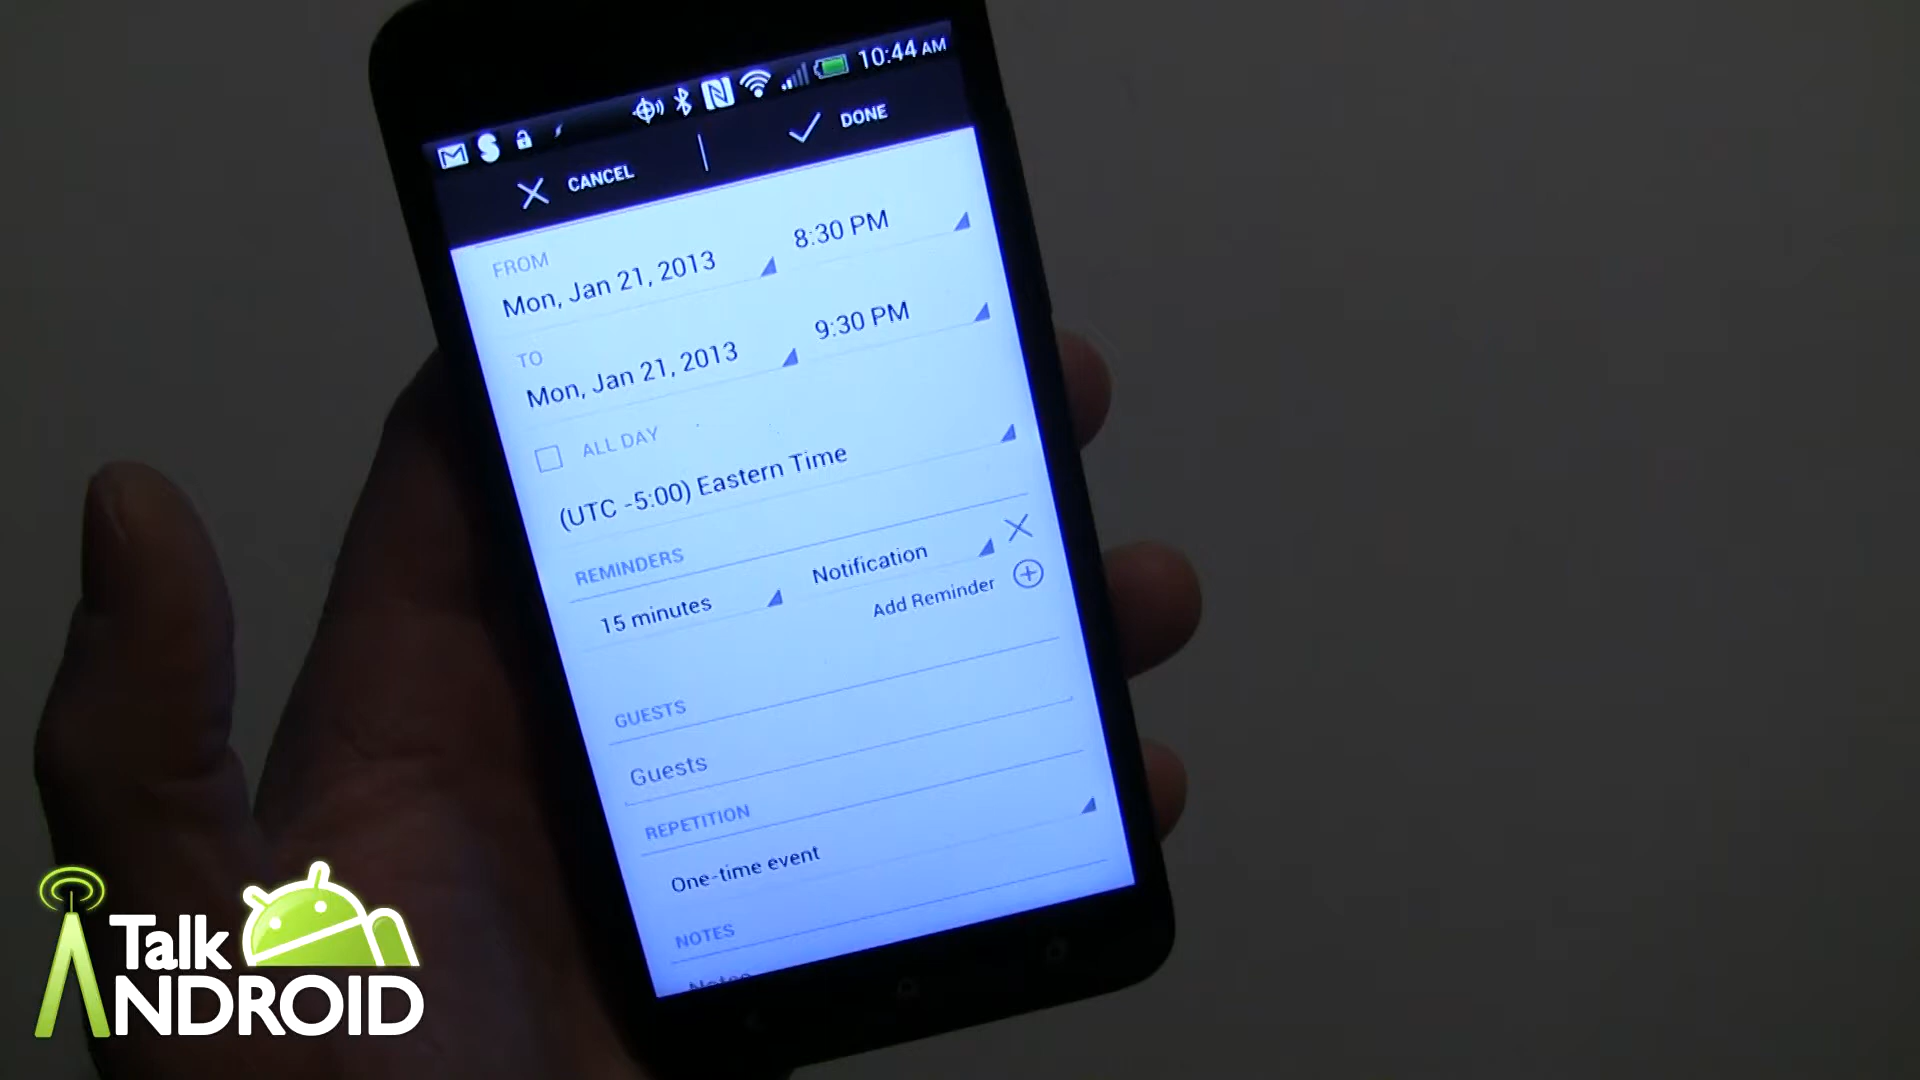 10:44 AM
CANCEL
DONE
FROM
Mon, Jan 21, 2013
8:30 PM
TO
Mon, Jan 21, 2013
9:30 PM
ALL DAY
(UTC -5:00) Eastern Time
REMINDERS
15 minutes
Notification
Add Reminder
GUESTS
Guests
REPETITION
One-time event
NOTES
Notes
Talk
ANDROID